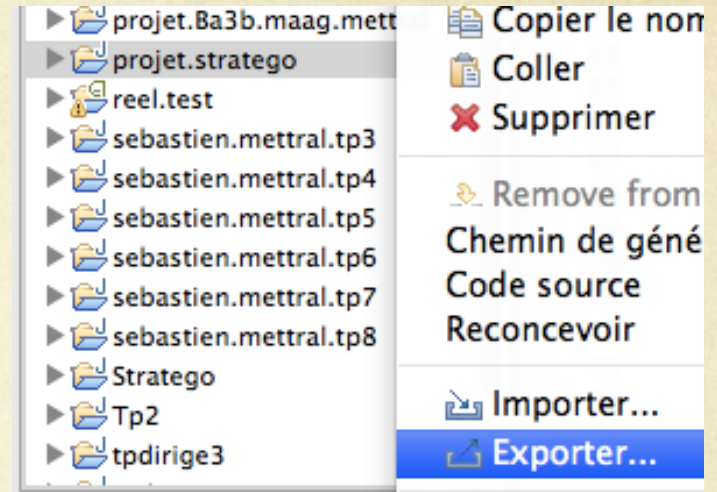 projet.Ba3b.maag.mett
projet.stratego
reel.test
sebastien.mettral.tp3
sebastien.mettral.tp4
sebastien.mettral.tp5
sebastien.mettral.tp6
sebastien.mettral.tp7
sebastien.mettral.tp8
Stratego
Tp2
tpdirige3
Copier le nom
Coller
Supprimer
Remove from
Chemin de géné
Code source
Reconcevoir
Importer...
Exporter...